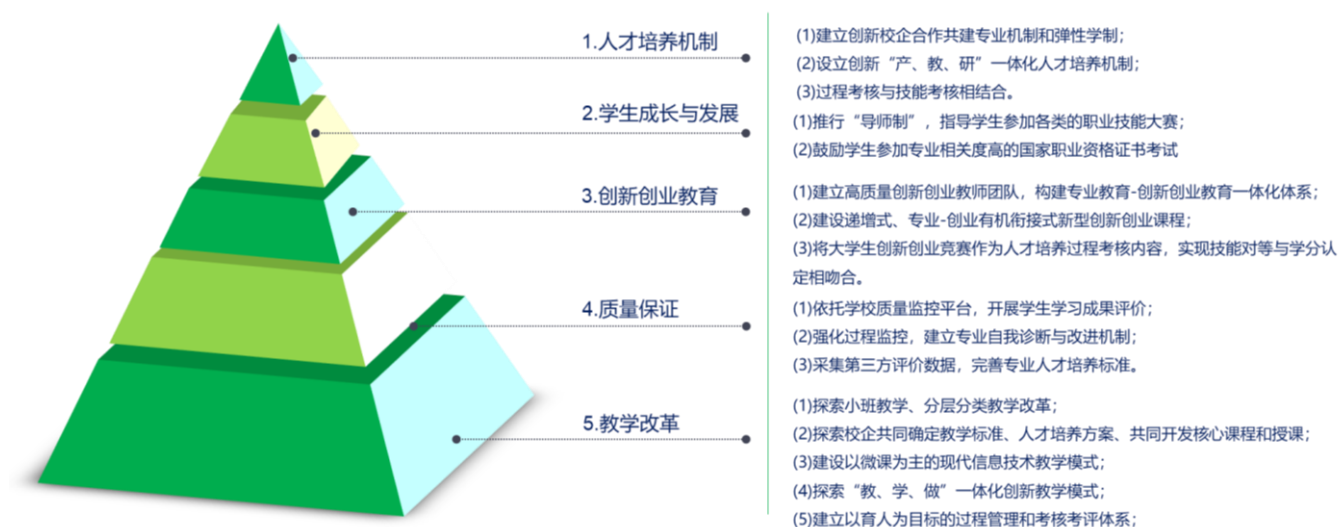 1.人才培养机制
(1)建立创新校企合作共建专业机制和弹性学制；
(2)设立创新“产、教、研”一体化人才培养机制；
(3)过程考核与技能考核相结合。
2.学生成长与发展
(1)推行“导师制”，指导学生参加各类的职业技能大赛；
(2)鼓励学生参加专业相关度高的国家职业资格证书考试
3.创新创业教育
(1)建立高质量创新创业教师团队，构建专业教育-创新创业教育一体化体系；
(2)建设递增式、专业-创业有机衔接式新型创新创业课程；
(3)将大学生创新创业竞赛作为人才培养过程考核内容，实现技能对等与学分认
定相吻合。
4.质量保证
(1)依托学校质量监控平台，开展学生学习成果评价；
(2)强化过程监控，建立专业自我诊断与改进机制；
(3)采集第三方评价数据，完善专业人才培养标准。
5.教学改革
(1)探索小班教学、分层分类教学改革；
(2)探索校企共同确定教学标准、人才培养方案、共同开发核心课程和授课；
(3)建设以微课为主的现代信息技术教学模式；
(4)探索“教、学、做”一体化创新教学模式；
(5)建立以育人为目标的过程管理和考核考评体系；